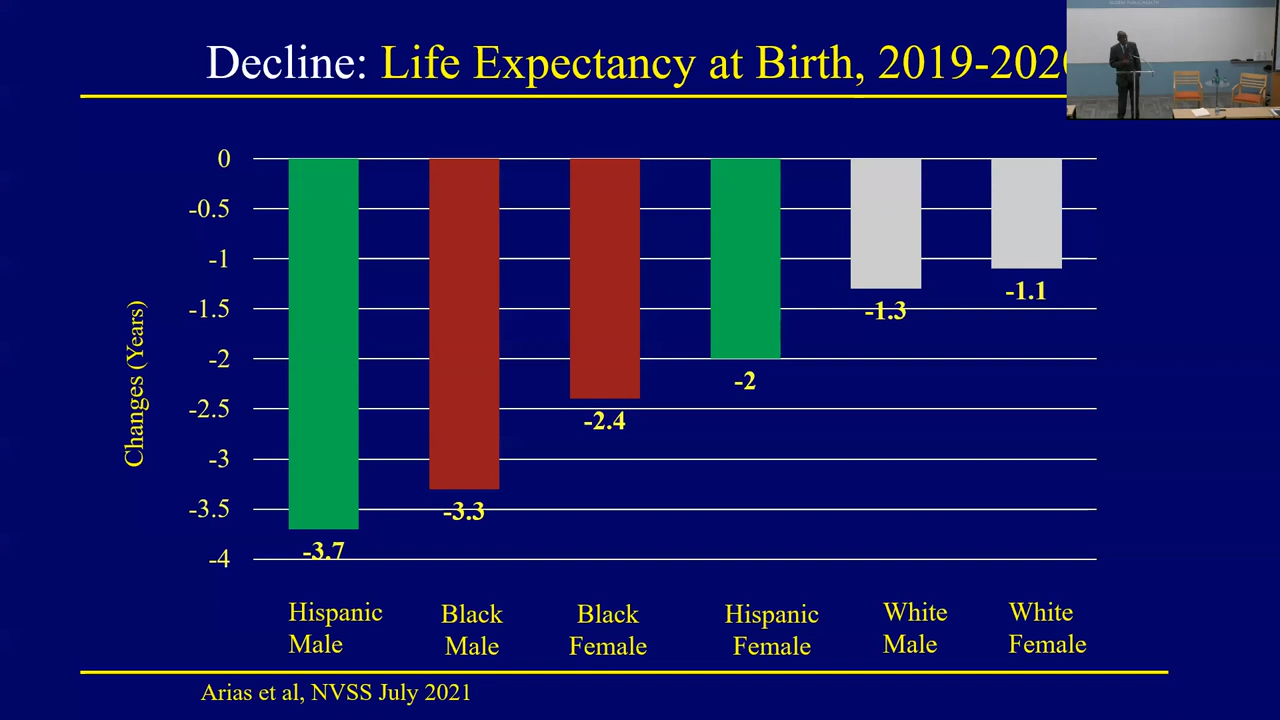 Decline: Life Expectancy at Birth, 2019-2020
0
-0.5
-1
-1.5
-2
-2.5
-3
-3.5
-4
Changes (Years)
-3.7
-3.3
-2.4
-2
-1.3
-1.1
Hispanic
Male
Black
Male
Black
Female
Hispanic
Female
White
Male
White
Female
Arias et al, NVSS July 2021